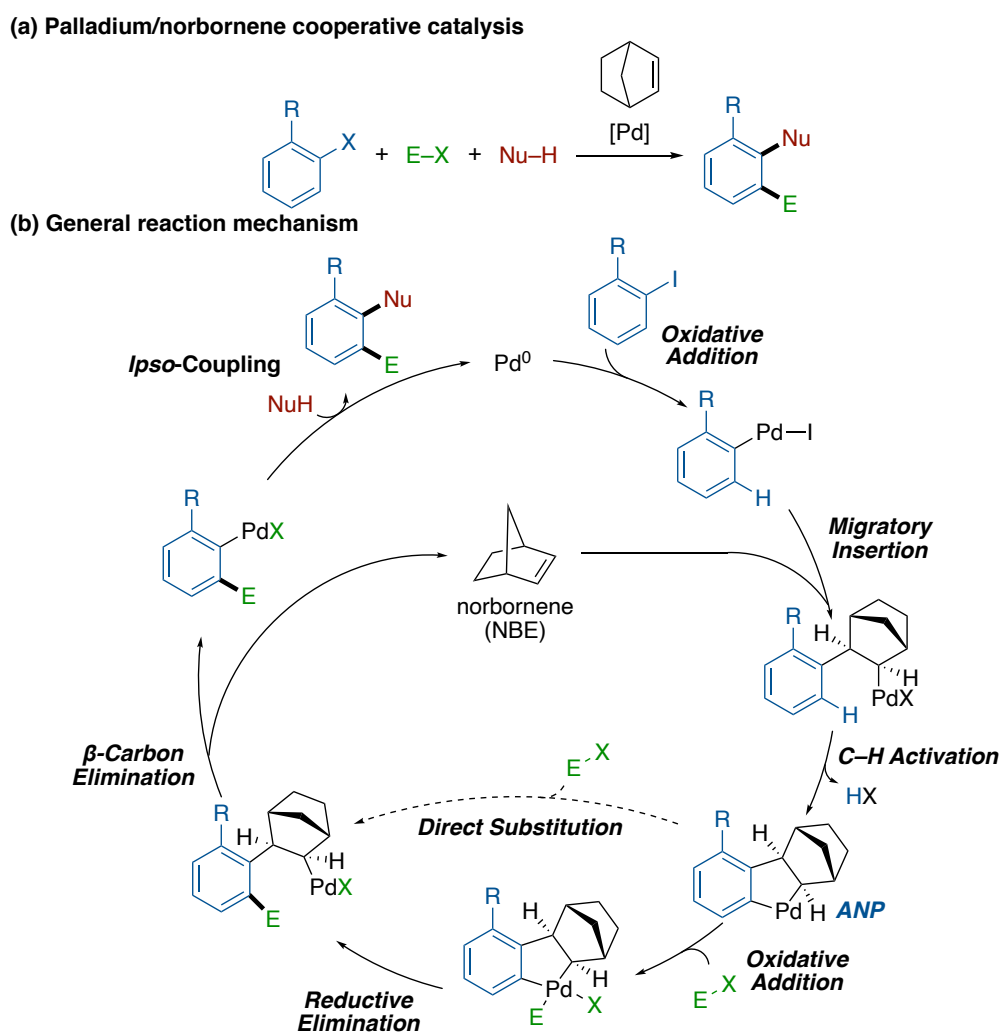 (a) Palladium/norbornene cooperative catalysis
R
X
+
E–X
+
Nu–H
[Pd]
R
Nu
E
(b) General reaction mechanism
R
Nu
E
Ipso-Coupling
NuH
Pd⁰
R
I
Oxidative
Addition
R
Pd—I
H
Migratory
Insertion
R
PdX
E
norbornene
(NBE)
R
H
H
PdX
H
β-Carbon
Elimination
C–H Activation
HX
E-X
Direct Substitution
R
H
H
PdX
E
R
H
Pd
H
ANP
R
H
H
Pd
E
X
E-X
Oxidative
Addition
Reductive
Elimination